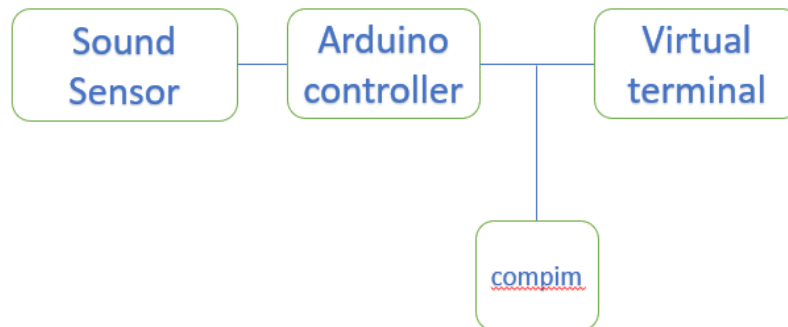 Sound
Sensor
Arduino
controller
Virtual
terminal
compim